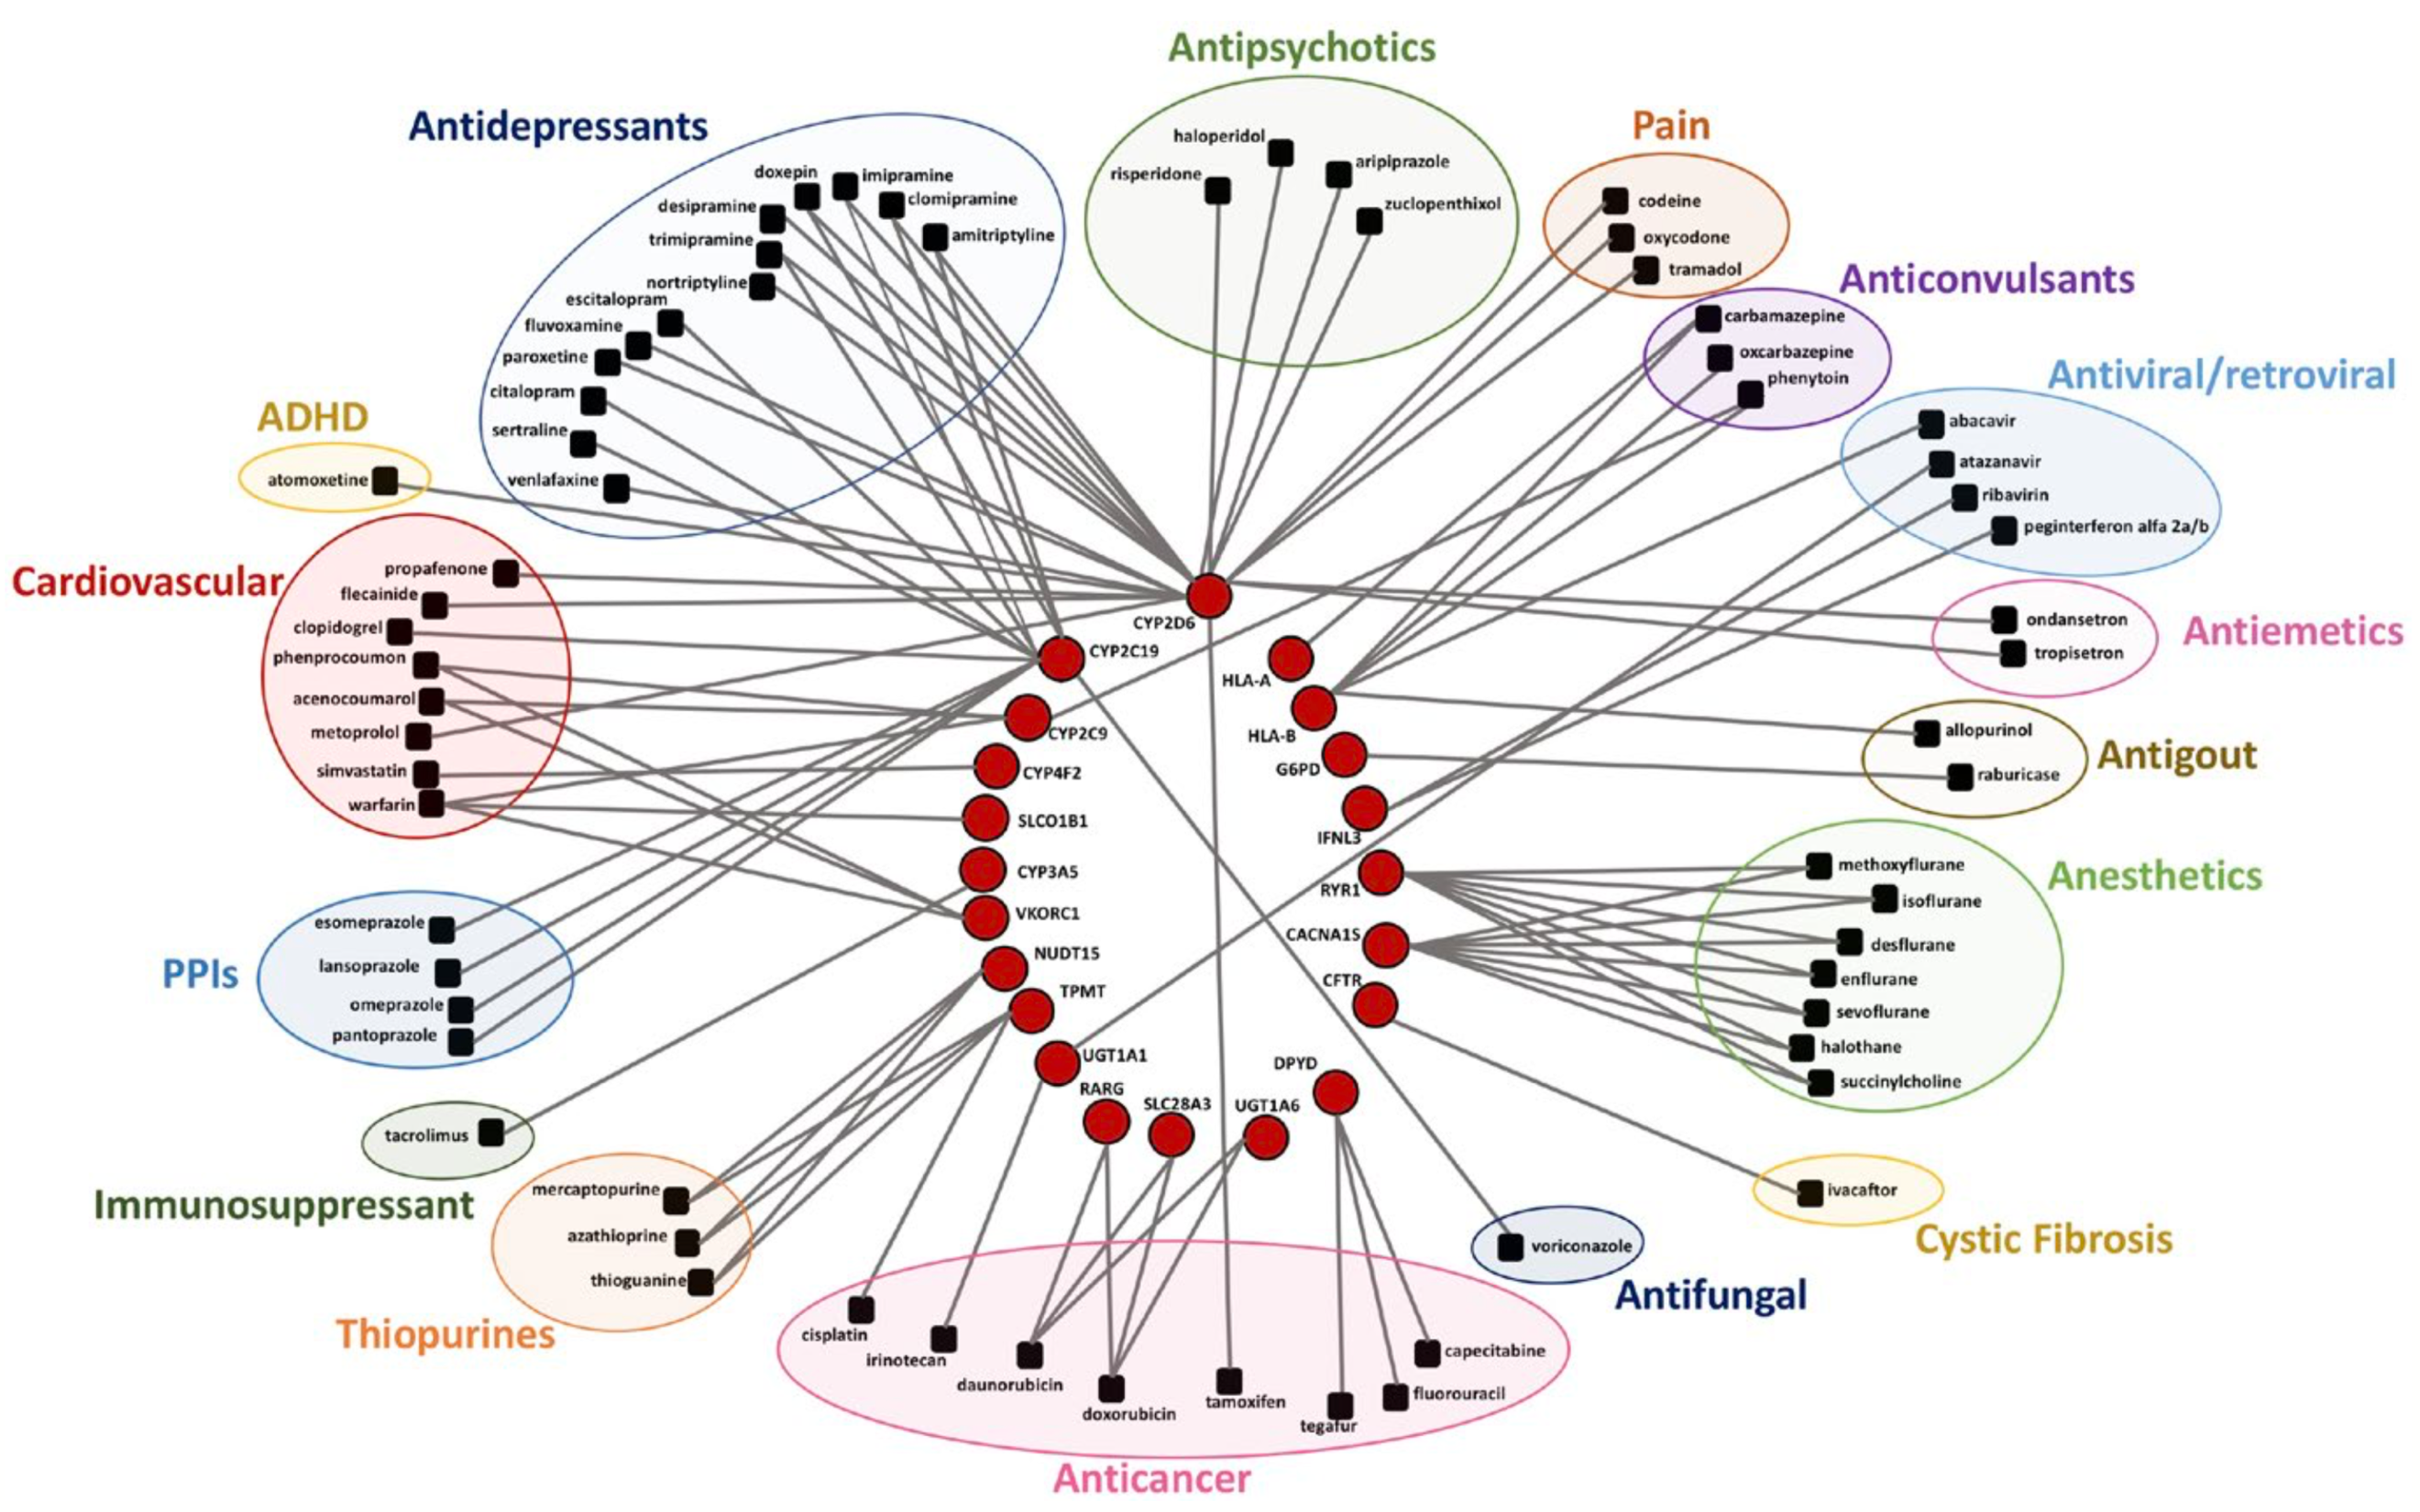 Antipsychotics
haloperidol
risperidone
aripiprazole
zuclopenthixol
Antidepressants
doxepin
imipramine
desipramine
clomipramine
trimipramine
amitriptyline
nortriptyline
escitalopram
fluvoxamine
paroxetine
citalopram
sertraline
venlafaxine
Pain
codeine
oxycodone
tramadol
Anticonvulsants
carbamazepine
oxcarbazepine
phenytoin
Antiviral/retroviral
abacavir
atazanavir
ribavirin
peginterferon alfa 2a/b
ADHD
atomoxetine
Cardiovascular
propafenone
flecainide
clopidogrel
phenprocoumon
acenocoumarol
metoprolol
simvastatin
warfarin
Antiemetics
ondansetron
tropisetron
Antigout
allopurinol
raburicase
CYP2D6
CYP2C19
CYP2C9
CYP4F2
SLCO1B1
CYP3A5
VKORC1
NUDT15
TPMT
UGT1A1
RARG
SLC28A3
UGT1A6
DPYD
HLA-A
HLA-B
G6PD
IFNL3
RYR1
CACNA1S
CFTR
Anesthetics
methoxyflurane
isoflurane
desflurane
enflurane
sevoflurane
halothane
succinylcholine
PPIs
esomeprazole
lansoprazole
omeprazole
pantoprazole
tacrolimus
Immunosuppressant
mercaptopurine
azathioprine
thioguanine
Thiopurines
ivacaftor
Cystic Fibrosis
voriconazole
Antifungal
cisplatin
irinotecan
daunorubicin
doxorubicin
tamoxifen
tegafur
fluorouracil
capecitabine
Anticancer